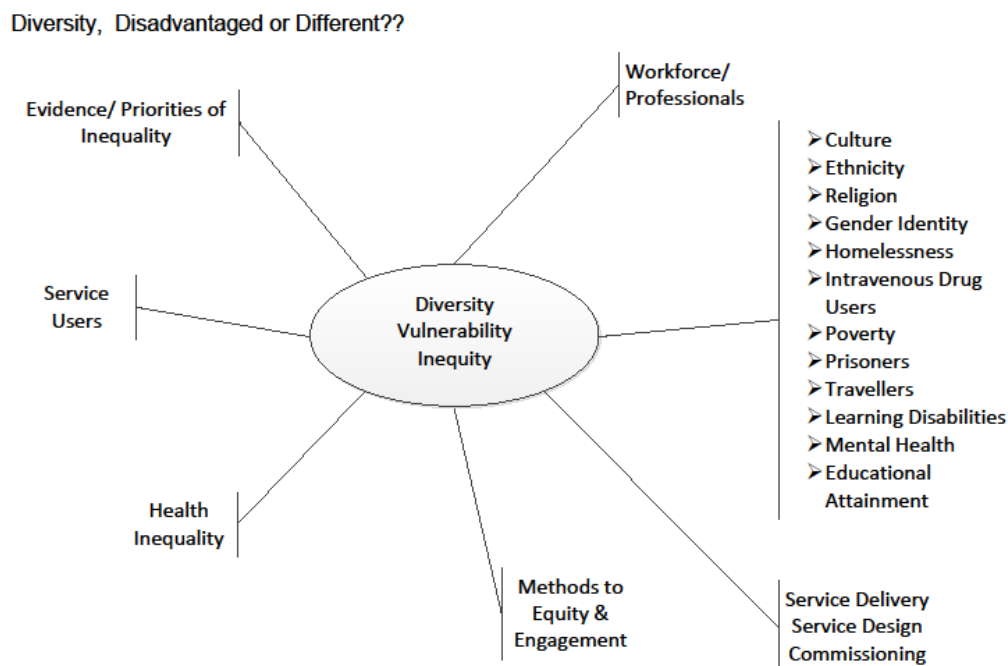 Diversity, Disadvantaged or Different??
Workforce/
Professionals
Evidence/ Priorities of
Inequality
➢Culture
➢Ethnicity
➢Religion
➢Gender Identity
➢Homelessness
➢Intravenous Drug
Users
➢Poverty
➢Prisoners
➢Travellers
➢Learning Disabilities
➢Mental Health
➢Educational
Attainment
Service
Users
Diversity
Vulnerability
Inequity
Health
Inequality
Methods to
Equity &
Engagement
Service Delivery
Service Design
Commissioning